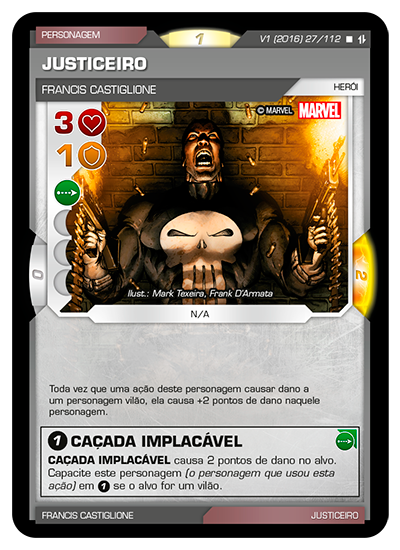 PERSONAGEM
1
V1 (2016) 27/112
JUSTICEIRO
FRANCIS CASTIGLIONE
HERÓI
© MARVEL MARVEL
3
1
0
2
Ilust.: Mark Texeira, Frank D'Armata
N/A
Toda vez que uma ação deste personagem causar dano a
um personagem vilão, ela causa +2 pontos de dano naquele
personagem.
1 CAÇADA IMPLACÁVEL
CAÇADA IMPLACÁVEL causa 2 pontos de dano no alvo.
Capacite este personagem (o personagem que usou esta
ação) em 1 se o alvo for um vilão.
FRANCIS CASTIGLIONE
JUSTICEIRO